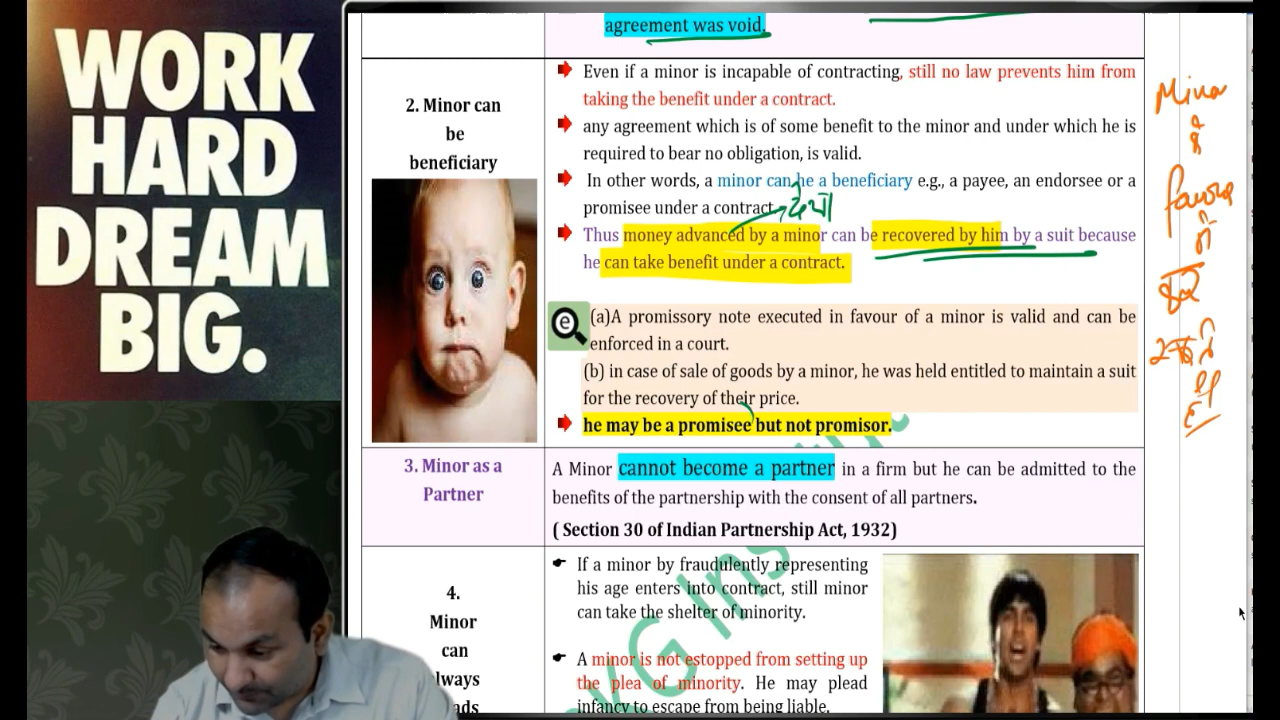 WORK
HARD
DREAM
BIG.
agreement was void.
2. Minor can
be
beneficiary
Even if a minor is incapable of contracting, still no law prevents him from
taking the benefit under a contract.
any agreement which is of some benefit to the minor and under which he is
required to bear no obligation, is valid.
In other words, a minor can be a beneficiary e.g., a payee, an endorsee or a
promisee under a contract.
Thus money advanced by a minor can be recovered by him by a suit because
he can take benefit under a contract.
e (a)A promissory note executed in favour of a minor is valid and can be
enforced in a court.
(b) in case of sale of goods by a minor, he was held entitled to maintain a suit
for the recovery of their price.
he may be a promisee but not promisor.
3. Minor as a
Partner
A Minor cannot become a partner in a firm but he can be admitted to the
benefits of the partnership with the consent of all partners.
( Section 30 of Indian Partnership Act, 1932)
4.
Minor
can
lways
ads
If a minor by fraudulently representing
his age enters into contract, still minor
can take the shelter of minority.
A minor is not estopped from setting up
the plea of minority. He may plead
infancy to escape from being liable.
Minor
favour
में